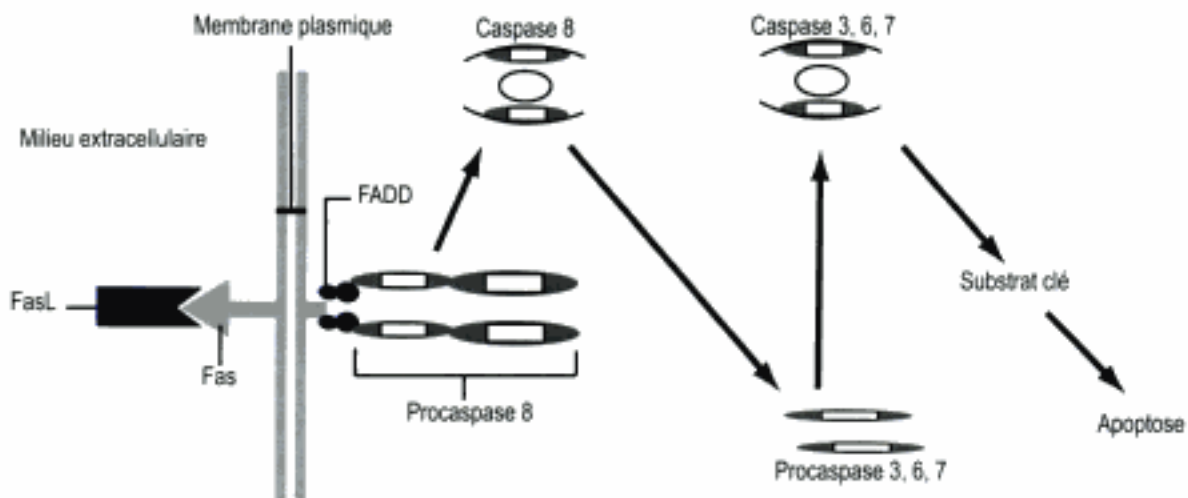 Membrane plasmique
Caspase 8
Caspase 3, 6, 7
Milieu extracellulaire
FADD
Substrat clé
FasL
Fas
Procaspase 8
Apoptose
Procaspase 3, 6, 7